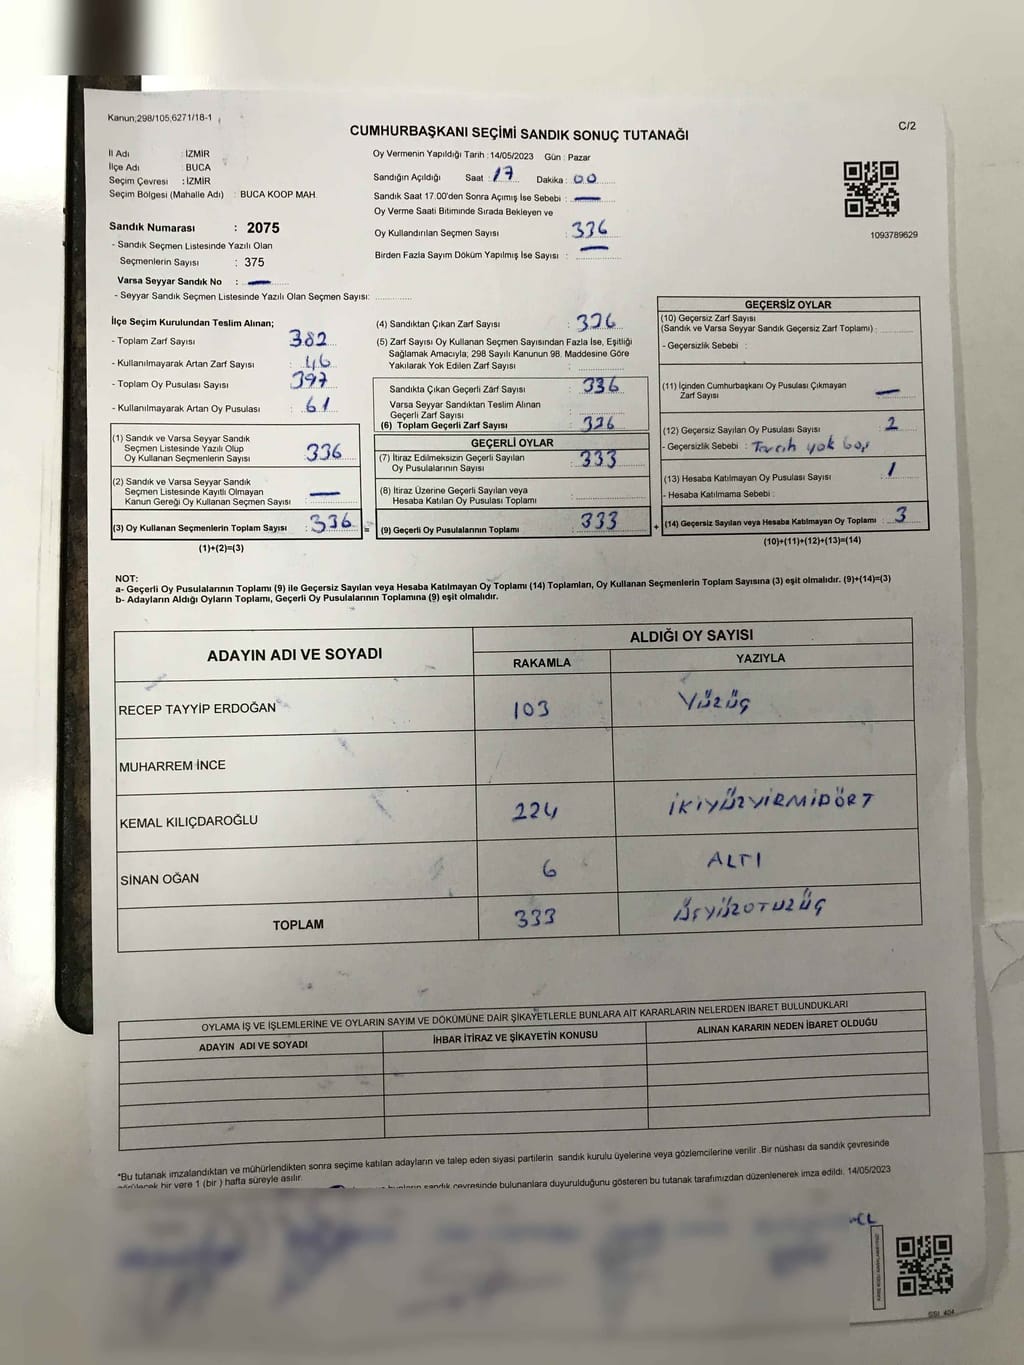 Kanun;298/105,6271/18-1
C/2
CUMHURBAŞKANI SEÇİMİ SANDIK SONUÇ TUTANAĞI
İl Adı : İZMİR
İlçe Adı : BUCA
Seçim Çevresi : İZMİR
Seçim Bölgesi (Mahalle Adı) : BUCA KOOP MAH.
Sandık Numarası : 2075
- Sandık Seçmen Listesinde Yazılı Olan
Seçmenlerin Sayısı : 375
Varsa Seyyar Sandık No : —
- Seyyar Sandık Seçmen Listesinde Yazılı Olan Seçmen Sayısı:
Oy Vermenin Yapıldığı Tarih : 14/05/2023 Gün : Pazar
Sandığın Açıldığı Saat : 17 Dakika : 00
Sandık Saat 17.00'den Sonra Açımış İse Sebebi : —
Oy Verme Saati Bitiminde Sırada Bekleyen ve
Oy Kullandırılan Seçmen Sayısı : 336
Birden Fazla Sayım Döküm Yapılmış İse Sayısı : —
1093789629
İlçe Seçim Kurulundan Teslim Alınan;
- Toplam Zarf Sayısı : 382
- Kullanılmayarak Artan Zarf Sayısı : 46
- Toplam Oy Pusulası Sayısı : 397
- Kullanılmayarak Artan Oy Pusulası : 61
(1) Sandık ve Varsa Seyyar Sandık
Seçmen Listesinde Yazılı Olup
Oy Kullanan Seçmenlerin Sayısı : 336
(2) Sandık ve Varsa Seyyar Sandık
Seçmen Listesinde Kayıtlı Olmayan
Kanun Gereği Oy Kullanan Seçmen Sayısı : —
(3) Oy Kullanan Seçmenlerin Toplam Sayısı : 336
(1)+(2)=(3)
(4) Sandıktan Çıkan Zarf Sayısı : 336
(5) Zarf Sayısı Oy Kullanan Seçmen Sayısından Fazla İse, Eşitliği
Sağlamak Amacıyla; 298 Sayılı Kanunun 98. Maddesine Göre
Yakılarak Yok Edilen Zarf Sayısı :
Sandıkta Çıkan Geçerli Zarf Sayısı : 336
Varsa Seyyar Sandıktan Teslim Alınan
Geçerli Zarf Sayısı :
(6) Toplam Geçerli Zarf Sayısı : 336
GEÇERLİ OYLAR
(7) İtiraz Edilmeksizin Geçerli Sayılan
Oy Pusulalarının Sayısı : 333
(8) İtiraz Üzerine Geçerli Sayılan veya
Hesaba Katılan Oy Pusulası Toplamı :
= (9) Geçerli Oy Pusulalarının Toplamı : 333
GEÇERSİZ OYLAR
(10) Geçersiz Zarf Sayısı
(Sandık ve Varsa Seyyar Sandık Geçersiz Zarf Toplamı) :
- Geçersizlik Sebebi :
(11) İçinden Cumhurbaşkanı Oy Pusulası Çıkmayan
Zarf Sayısı : —
(12) Geçersiz Sayılan Oy Pusulası Sayısı : 2
- Geçersizlik Sebebi : Tarcih yok boş
(13) Hesaba Katılmayan Oy Pusulası Sayısı : 1
- Hesaba Katılmama Sebebi :
+ (14) Geçersiz Sayılan veya Hesaba Katılmayan Oy Toplamı : 3
(10)+(11)+(12)+(13)=(14)
NOT:
a- Geçerli Oy Pusulalarının Toplamı (9) ile Geçersiz Sayılan veya Hesaba Katılmayan Oy Toplamı (14) Toplamları, Oy Kullanan Seçmenlerin Toplam Sayısına (3) eşit olmalıdır. (9)+(14)=(3)
b- Adayların Aldığı Oyların Toplamı, Geçerli Oy Pusulalarının Toplamına (9) eşit olmalıdır.
ADAYIN ADI VE SOYADI
ALDIĞI OY SAYISI
RAKAMLA YAZIYLA
RECEP TAYYİP ERDOĞAN 103 YÜZÜÇ
MUHARREM İNCE
KEMAL KILIÇDAROĞLU 224 İKİYÜZYİRMİDÖRT
SİNAN OĞAN 6 ALTI
TOPLAM 333 ÜÇYÜZOTUZÜÇ
OYLAMA İŞ VE İŞLEMLERİNE VE OYLARIN SAYIM VE DÖKÜMÜNE DAİR ŞİKAYETLERLE BUNLARA AİT KARARLARIN NELERDEN İBARET BULUNDUKLARI
ADAYIN ADI VE SOYADI İHBAR İTİRAZ VE ŞİKAYETİN KONUSU ALINAN KARARIN NEDEN İBARET OLDUĞU
*Bu tutanak imzalandıktan ve mühürlendikten sonra seçime katılan adayların ve talep eden siyasi partilerin sandık kurulu üyelerine veya gözlemcilerine verilir .Bir nüshası da sandık çevresinde
bir yere 1 (bir ) hafta süreyle asılır.
sandık çevresinde bulunanlara duyurulduğunu gösteren bu tutanak tarafımızdan düzenlenerek imza edildi. 14/05/2023